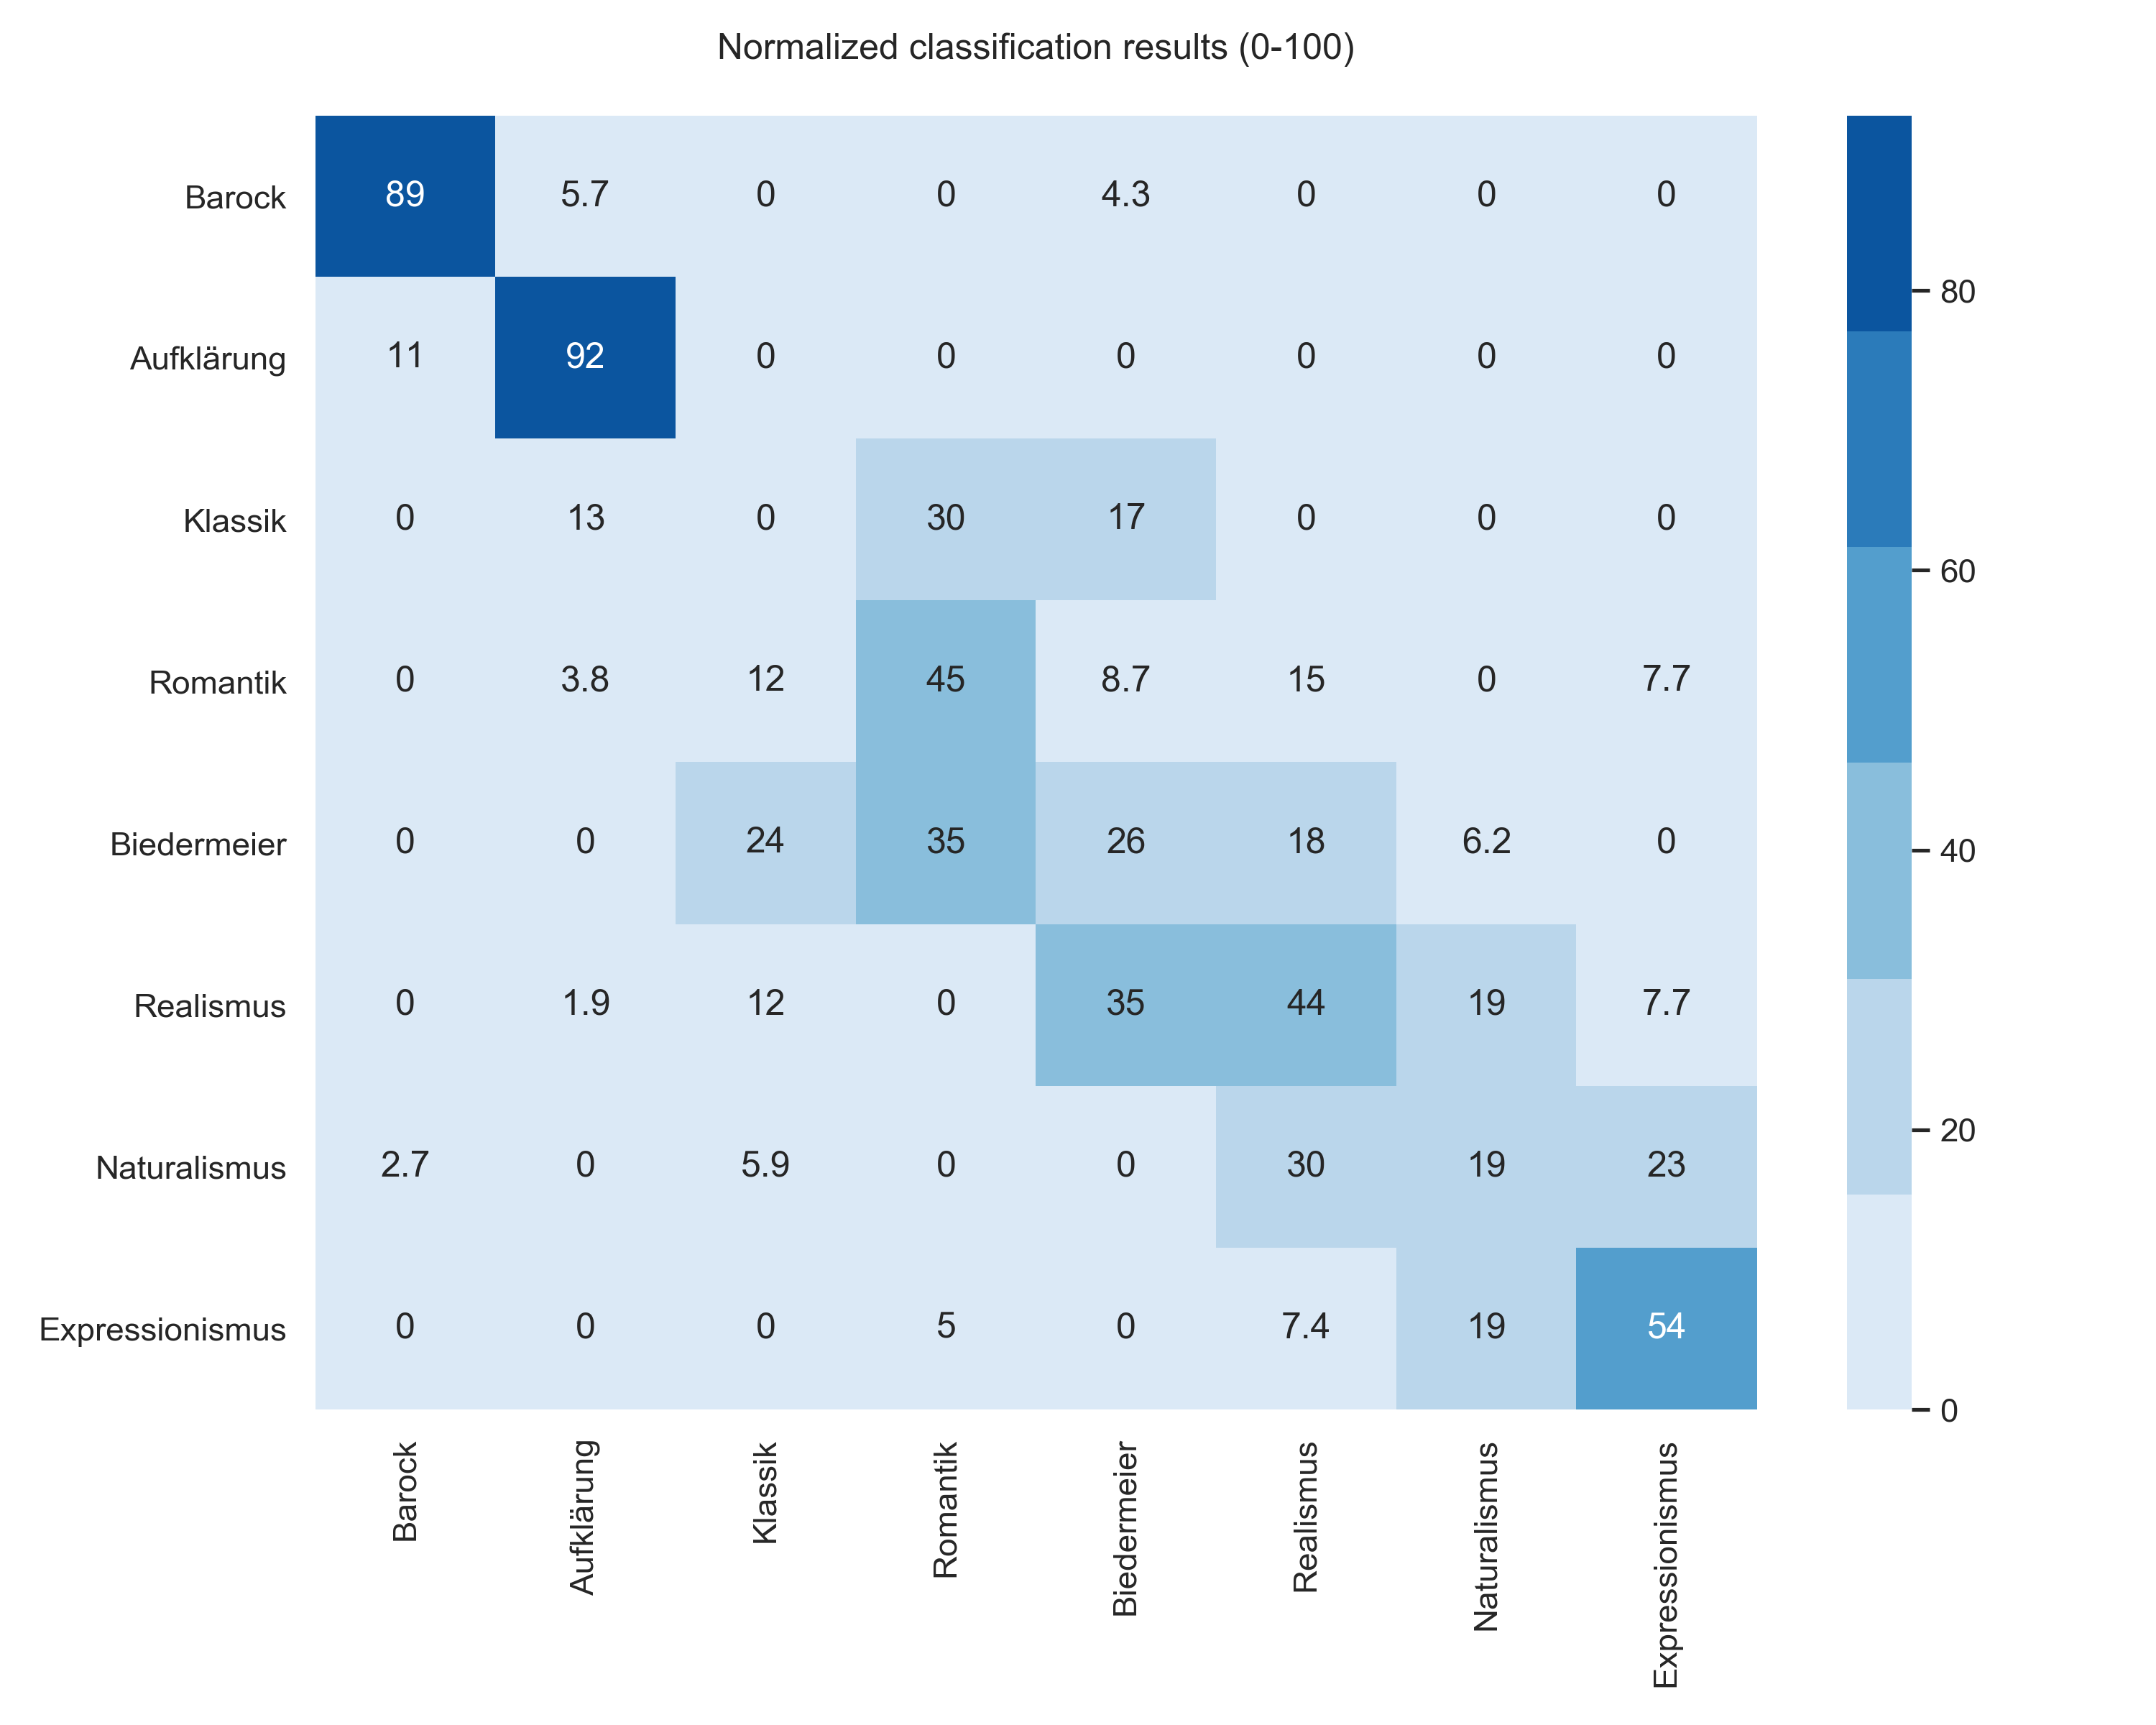 Normalized classification results (0-100)
Barock 89 5.7 0 0 4.3 0 0 0
Aufklärung 11 92 0 0 0 0 0 0
Klassik 0 13 0 30 17 0 0 0
Romantik 0 3.8 12 45 8.7 15 0 7.7
Biedermeier 0 0 24 35 26 18 6.2 0
Realismus 0 1.9 12 0 35 44 19 7.7
Naturalismus 2.7 0 5.9 0 0 30 19 23
Expressionismus 0 0 0 5 0 7.4 19 54
Barock
Aufklärung
Klassik
Romantik
Biedermeier
Realismus
Naturalismus
Expressionismus
80
60
40
20
0